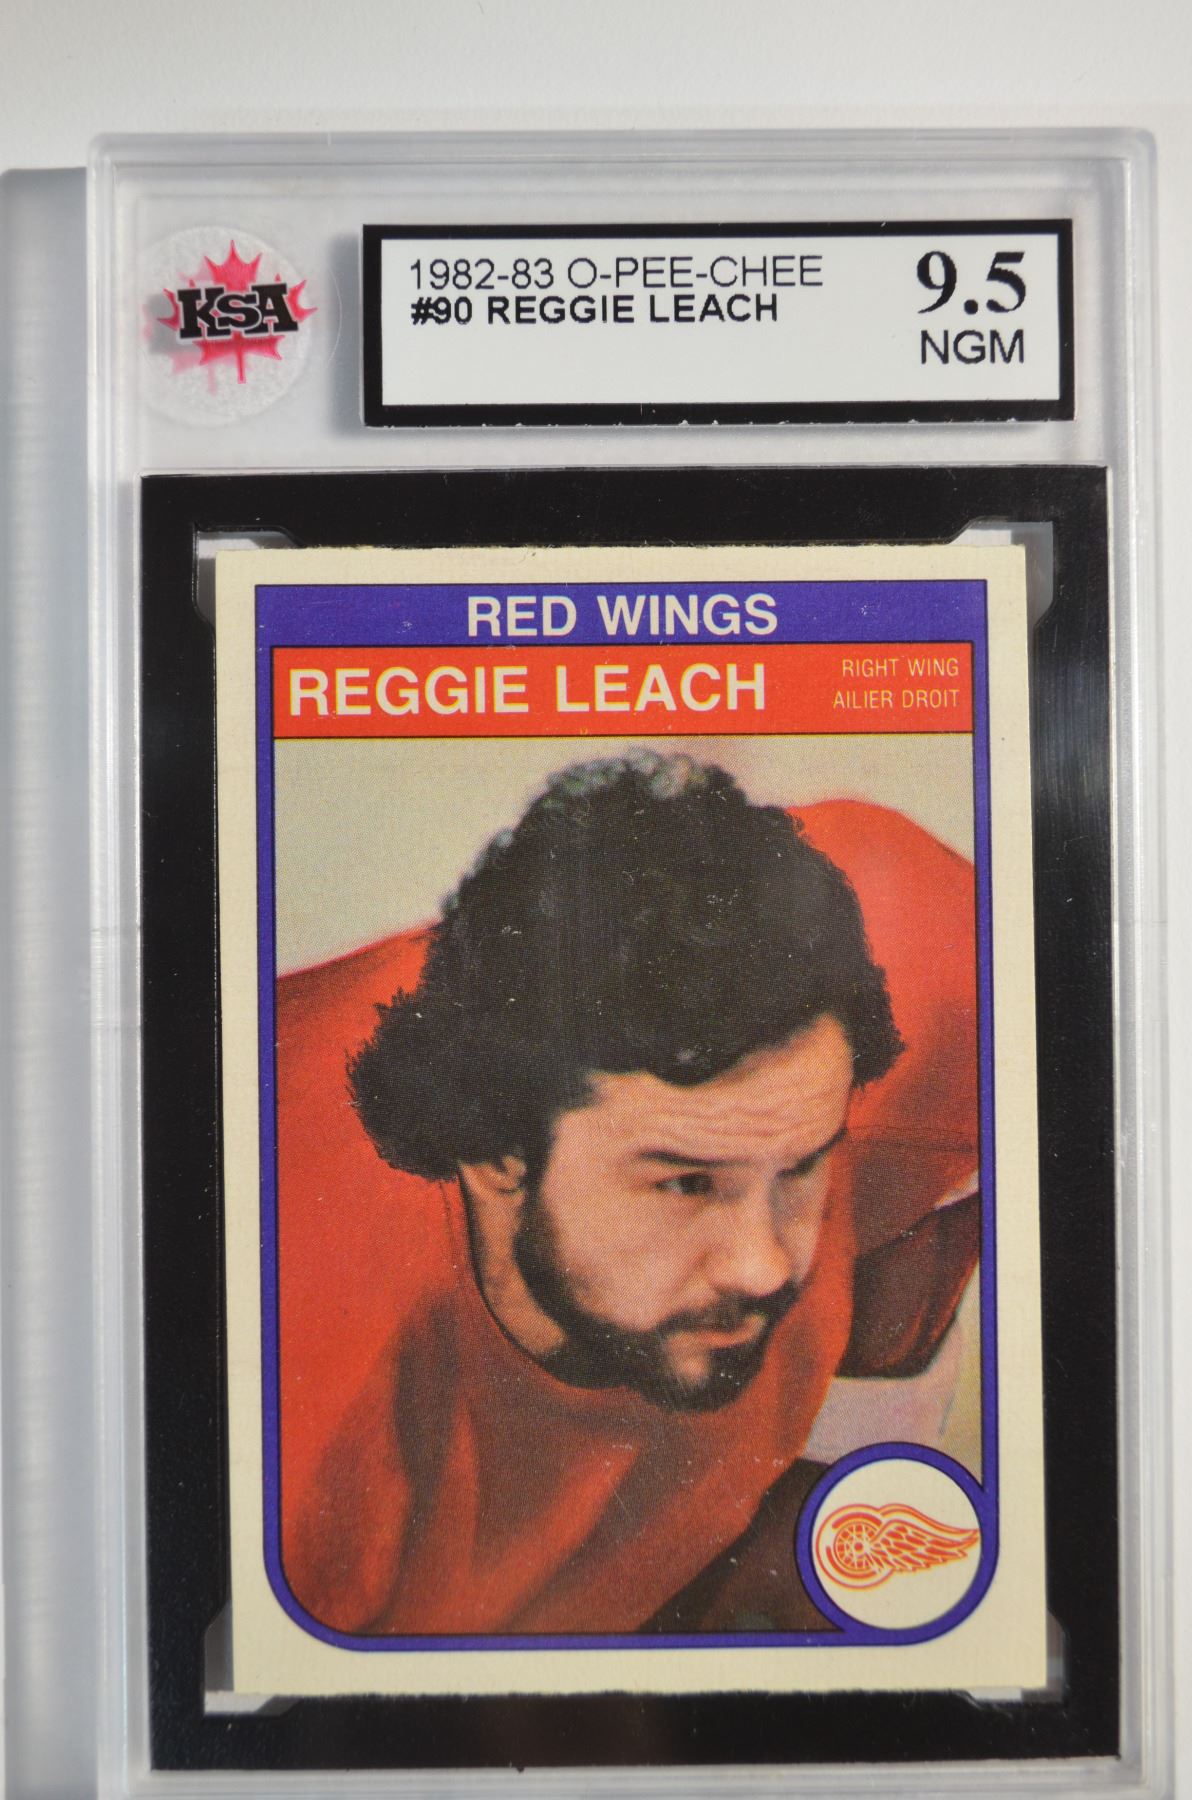 KSA
1982-83 O-PEE-CHEE
#90 REGGIE LEACH
9.5
NGM
RED WINGS
REGGIE LEACH
RIGHT WING
AILIER DROIT